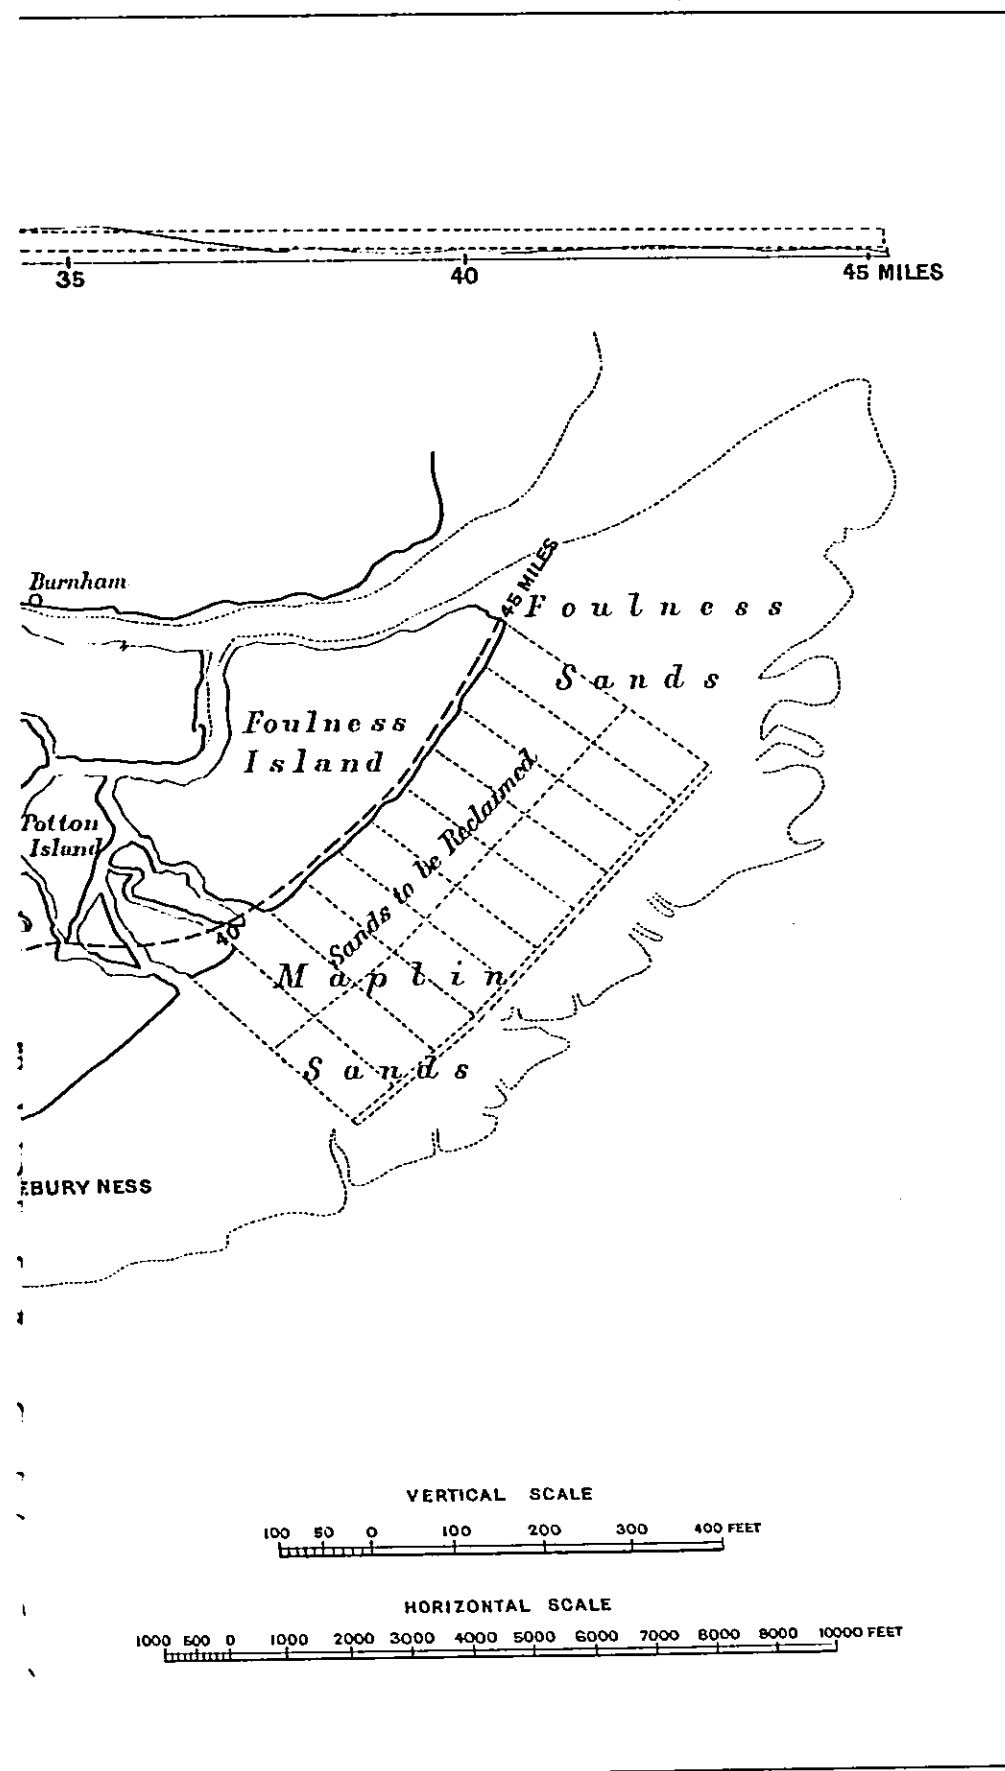 35 40 45 MILES
45 MILES
Burnham
Foulness
Sands
Foulness
Island
Potton
Island
Sands to be Reclaimed
40
Maplin
Sands
EBURY NESS
VERTICAL SCALE
100 50 0 100 200 300 400 FEET
HORIZONTAL SCALE
1000 500 0 1000 2000 3000 4000 5000 6000 7000 8000 9000 10000 FEET